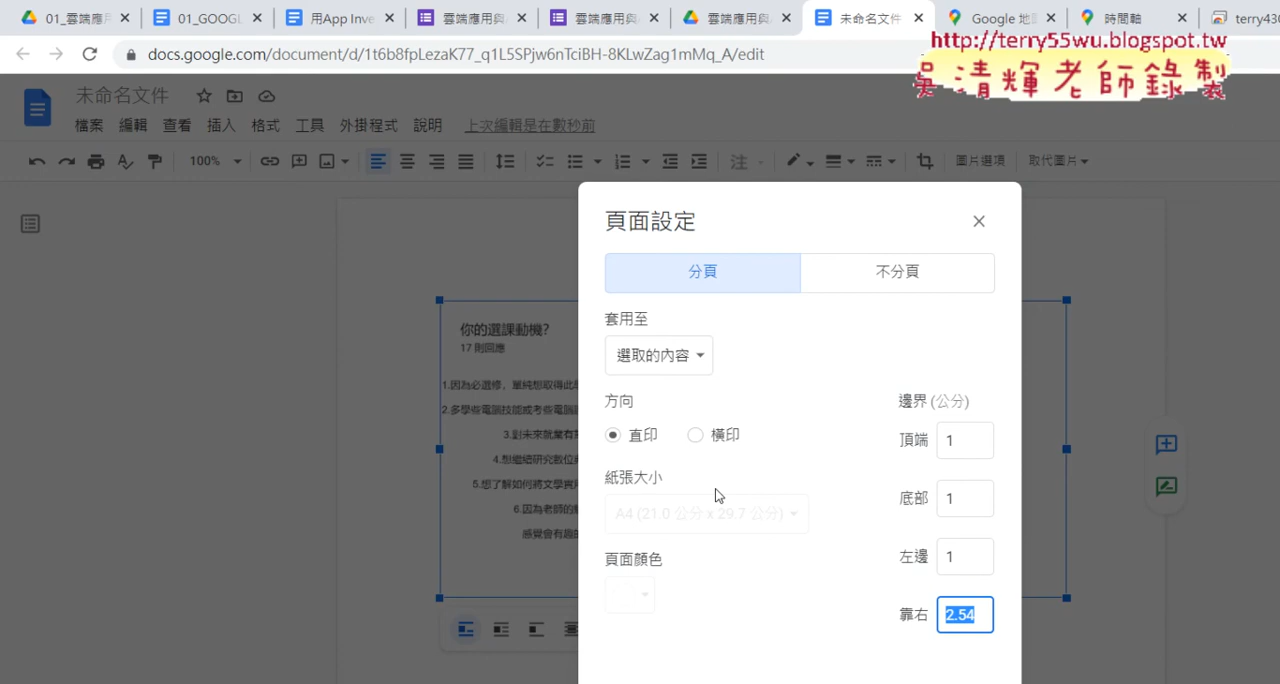 01_雲端應用
01_GOOGL
用App Inve
雲端應用與
雲端應用與
雲端應用與
未命名文件
Google 地圖
時間軸
terry430
docs.google.com/document/d/1t6b8fpLezaK77_q1L5SPjw6nTciBH-8KLwZag1mMq_A/edit
http://terry55wu.blogspot.tw
吳清輝老師錄製
未命名文件
檔案 編輯 查看 插入 格式 工具 外掛程式 說明 上次編輯是在數秒前
100% 注 圖片選項 取代圖片
頁面設定
分頁 不分頁
套用至
選取的內容
方向
直印 橫印
紙張大小
A4 (21.0 公分 x 29.7 公分)
頁面顏色
邊界 (公分)
頂端 1
底部 1
左邊 1
靠右 2.54
你的選課動機?
17 則回應
1.因為必選修，單純想取得此
2.多學些電腦技能或考些電腦
3.對未來就業有
4.想繼續研究數位
5.想了解如何將文學實
6.因為老師的
感覺會有趣